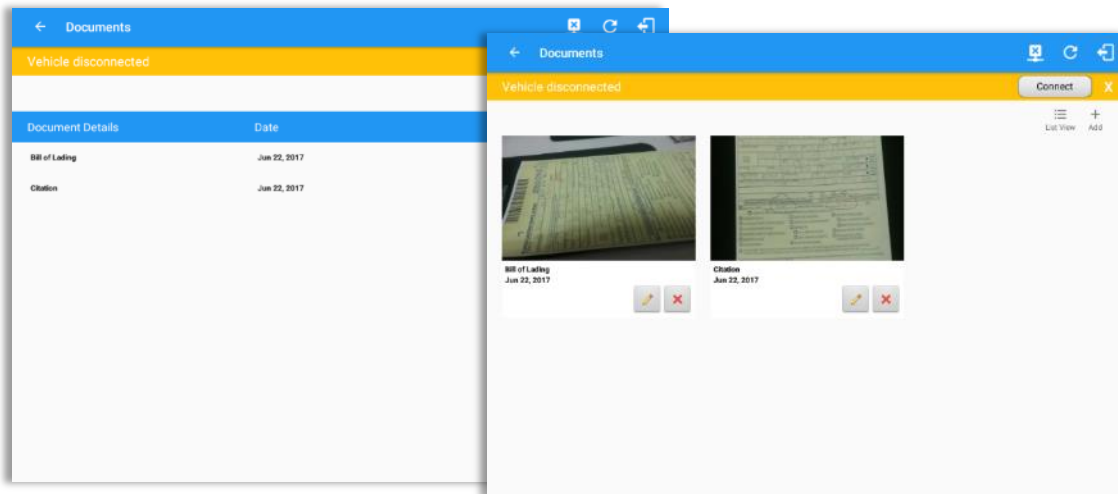 Documents
Vehicle disconnected
Document Details Date
Bill of Lading Jun 22, 2017
Citation Jun 22, 2017
Documents
Vehicle disconnected Connect X
List View Add
Bill of Lading
Jun 22, 2017
Citation
Jun 22, 2017